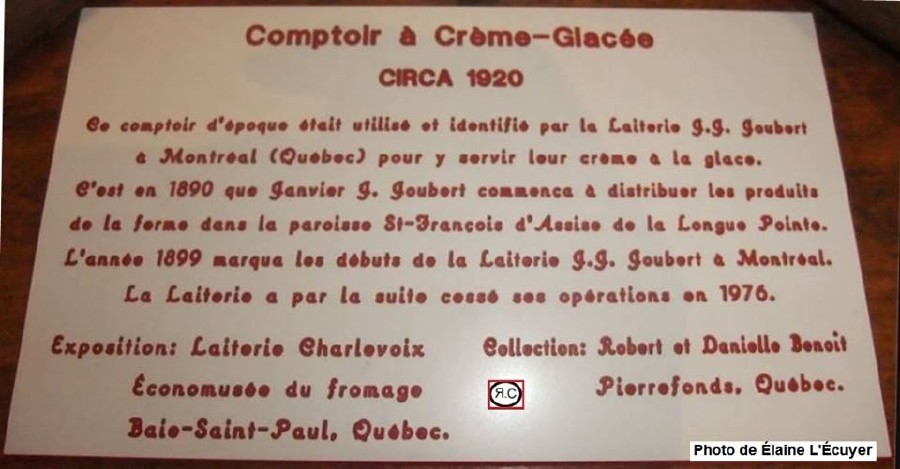 Comptoir à Crème-Glacée
CIRCA 1920
Ce comptoir d'époque était utilisé et identifié par la Laiterie J.J. Joubert
à Montréal (Québec) pour y servir leur crème à la glace.
C'est en 1890 que Janvier J. Joubert commenca à distribuer les produits
de la ferme dans la paroisse St-François d'Assise de la Longue Pointe.
L'année 1899 marqua les débuts de la Laiterie J.J. Joubert à Montréal.
La Laiterie a par la suite cessé ses opérations en 1976.
Exposition: Laiterie Charlevoix
Économusée du fromage
Baie-Saint-Paul, Québec.
Collection: Robert et Danielle Benoit
Pierrefonds, Québec.
R.C
Photo de Élaine L'Écuyer